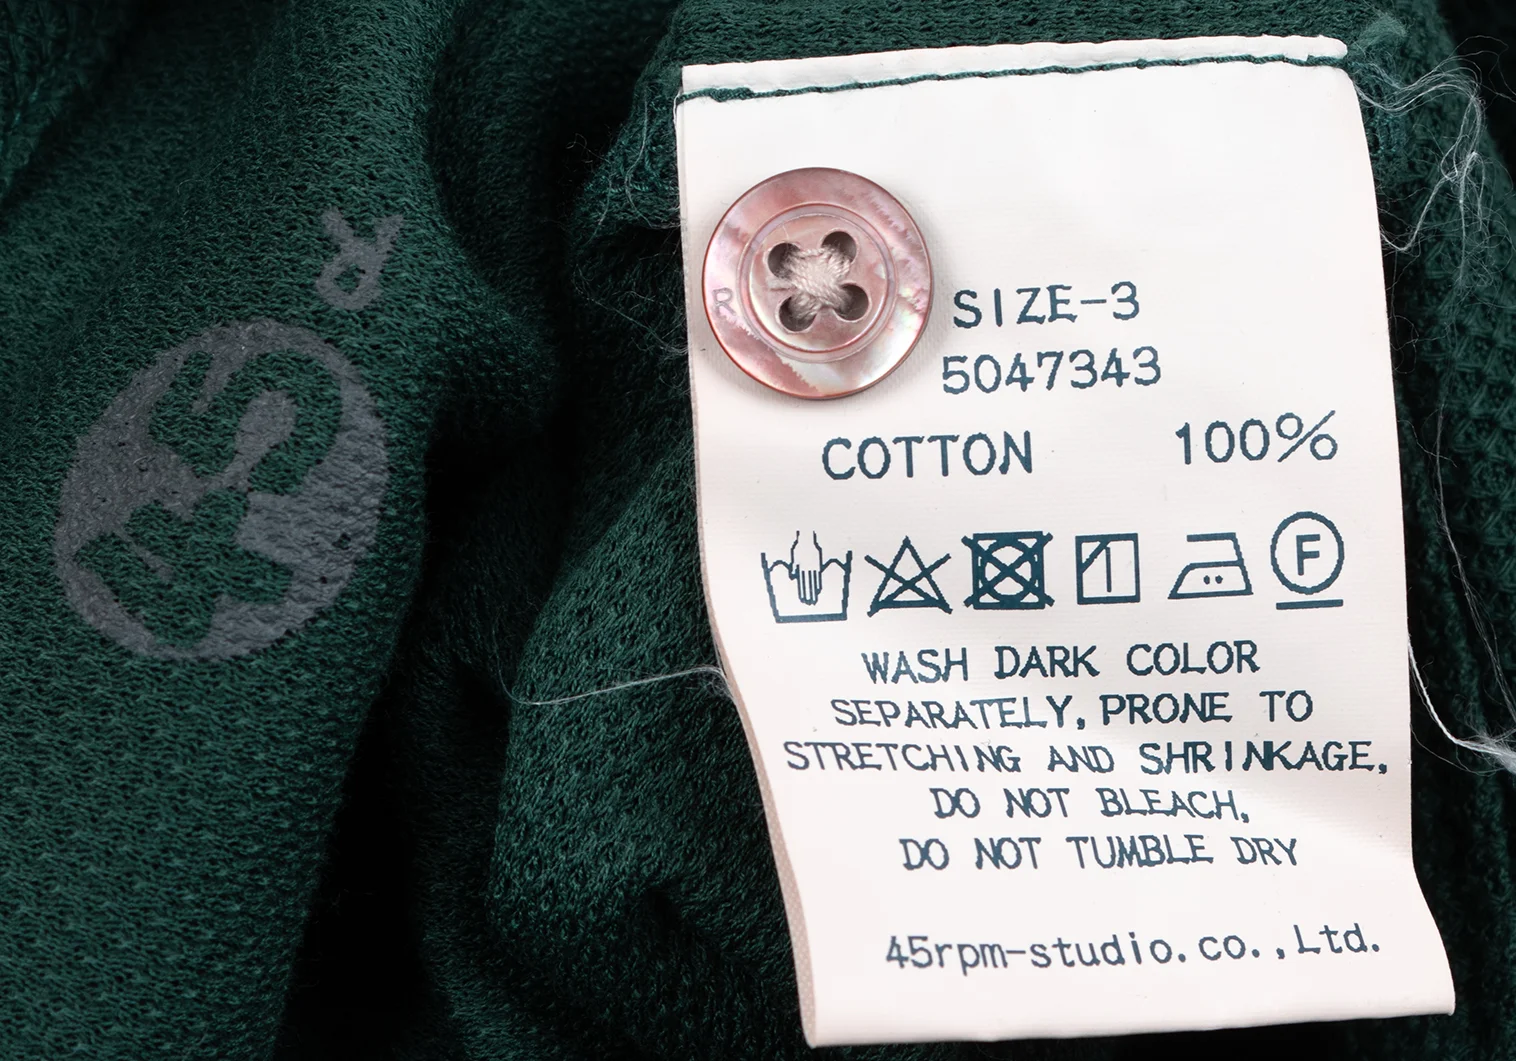 R
R
SIZE-3
5047343
COTTON 100%
F
WASH DARK COLOR
SEPARATELY, PRONE TO
STRETCHING AND SHRINKAGE,
DO NOT BLEACH,
DO NOT TUMBLE DRY
45rpm-studio.co.,Ltd.